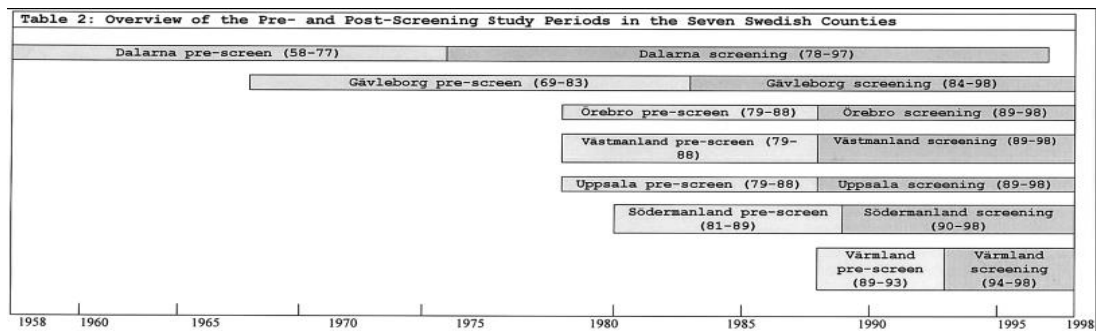 Table 2: Overview of the Pre- and Post-Screening Study Periods in the Seven Swedish Counties
Dalarna pre-screen (58-77) Dalarna screening (78-97)
Gävleborg pre-screen (69-83) Gävleborg screening (84-98)
Örebro pre-screen (79-88) Örebro screening (89-98)
Västmanland pre-screen (79-
88)
Västmanland screening (89-98)
Uppsala pre-screen (79-88) Uppsala screening (89-98)
Södermanland pre-screen
(81-89)
Södermanland screening
(90-98)
Värmland
pre-screen
(89-93)
Värmland
screening
(94-98)
1958 1960 1965 1970 1975 1980 1985 1990 1995 1998